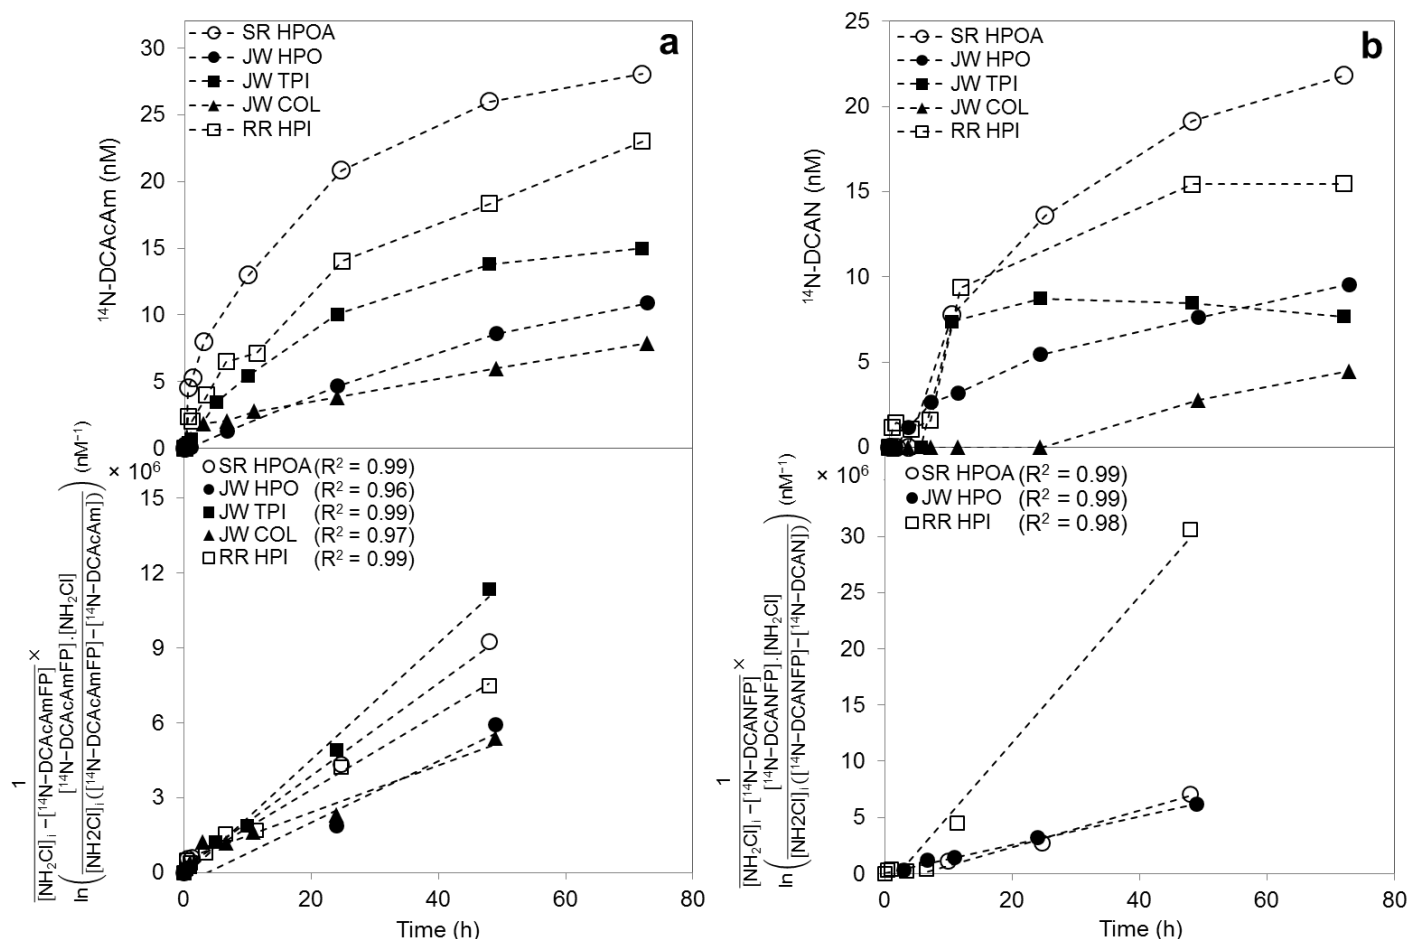 a
SR HPOA
JW HPO
JW TPI
JW COL
RR HPI
30
25
20
15
10
5
0
¹⁴N-DCAcAm (nM)
b
SR HPOA
JW HPO
JW TPI
JW COL
RR HPI
25
20
15
10
5
0
¹⁴N-DCAN (nM)
× 10⁶
SR HPOA (R² = 0.99)
JW HPO (R² = 0.96)
JW TPI (R² = 0.99)
JW COL (R² = 0.97)
RR HPI (R² = 0.99)
15
12
9
6
3
0
0 20 40 60 80
Time (h)
1
[NH₂Cl]ᵢ − [¹⁴N−DCAcAmFP] ×
[¹⁴N−DCAcAmFP].[NH₂Cl]
ln ( [NH2Cl]ᵢ([¹⁴N−DCAcAmFP]−[¹⁴N−DCAcAm]) ) (nM⁻¹)
× 10⁶
SR HPOA (R² = 0.99)
JW HPO (R² = 0.99)
RR HPI (R² = 0.98)
30
25
20
15
10
5
0
0 20 40 60 80
Time (h)
1
[NH₂Cl]ᵢ − [¹⁴N−DCANFP] ×
[¹⁴N−DCANFP].[NH₂Cl]
ln ( [NH2Cl]ᵢ([¹⁴N−DCANFP]−[¹⁴N−DCAN]) ) (nM⁻¹)